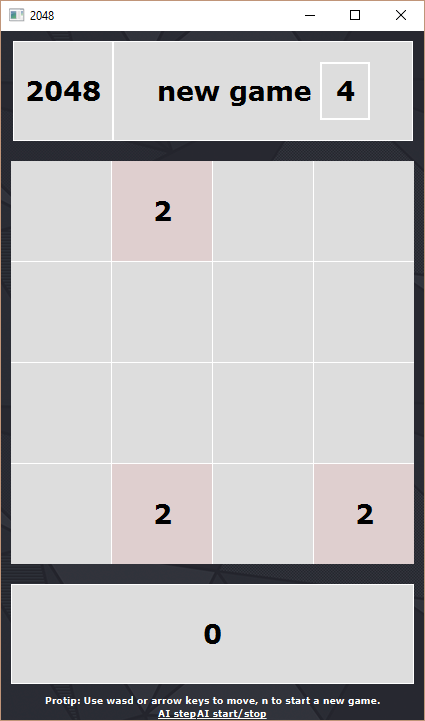 2048
2048 new game 4
2
2 2
0
Protip: Use wasd or arrow keys to move, n to start a new game.
AI stepAI start/stop